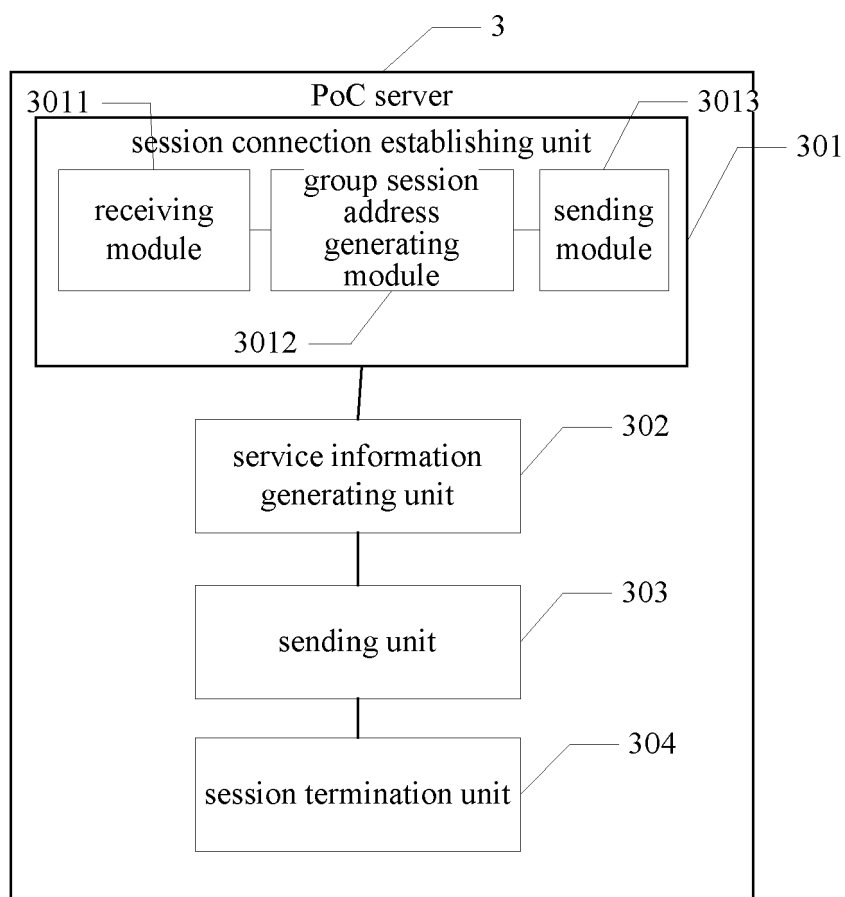 3
PoC server
3011
3013
session connection establishing unit
301
receiving
module
group session
address
generating
module
sending
module
3012
302
service information
generating unit
303
sending unit
304
session termination unit